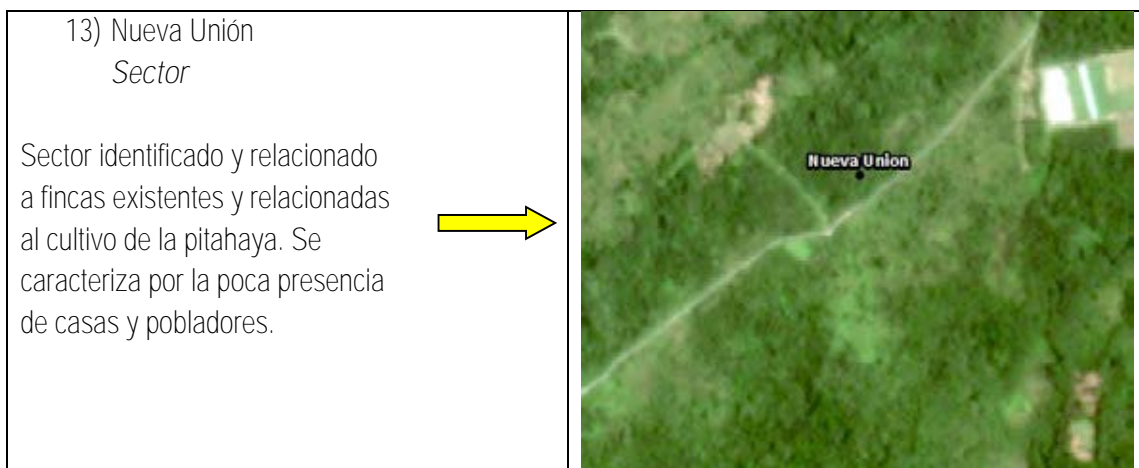 13) Nueva Unión
Sector
Sector identificado y relacionado
a fincas existentes y relacionadas
al cultivo de la pitahaya. Se
caracteriza por la poca presencia
de casas y pobladores.
Nueva Union